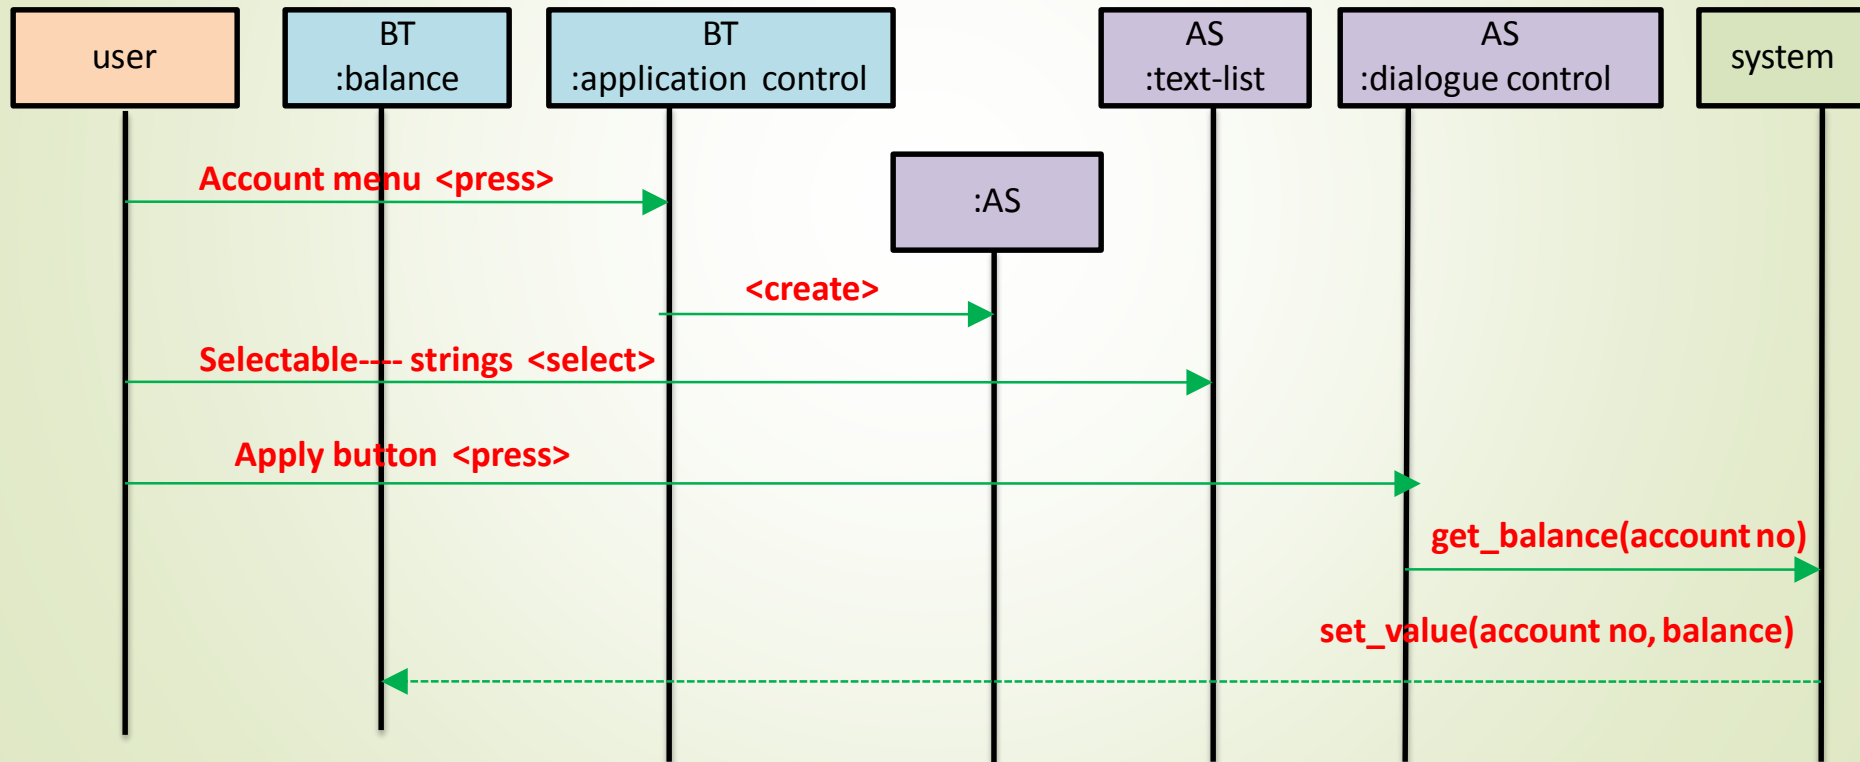 user
BT
:balance
BT
:application control
AS
:text-list
AS
:dialogue control
system
Account menu <press>
:AS
<create>
Selectable---- strings <select>
Apply button <press>
get_balance(account no)
set_value(account no, balance)